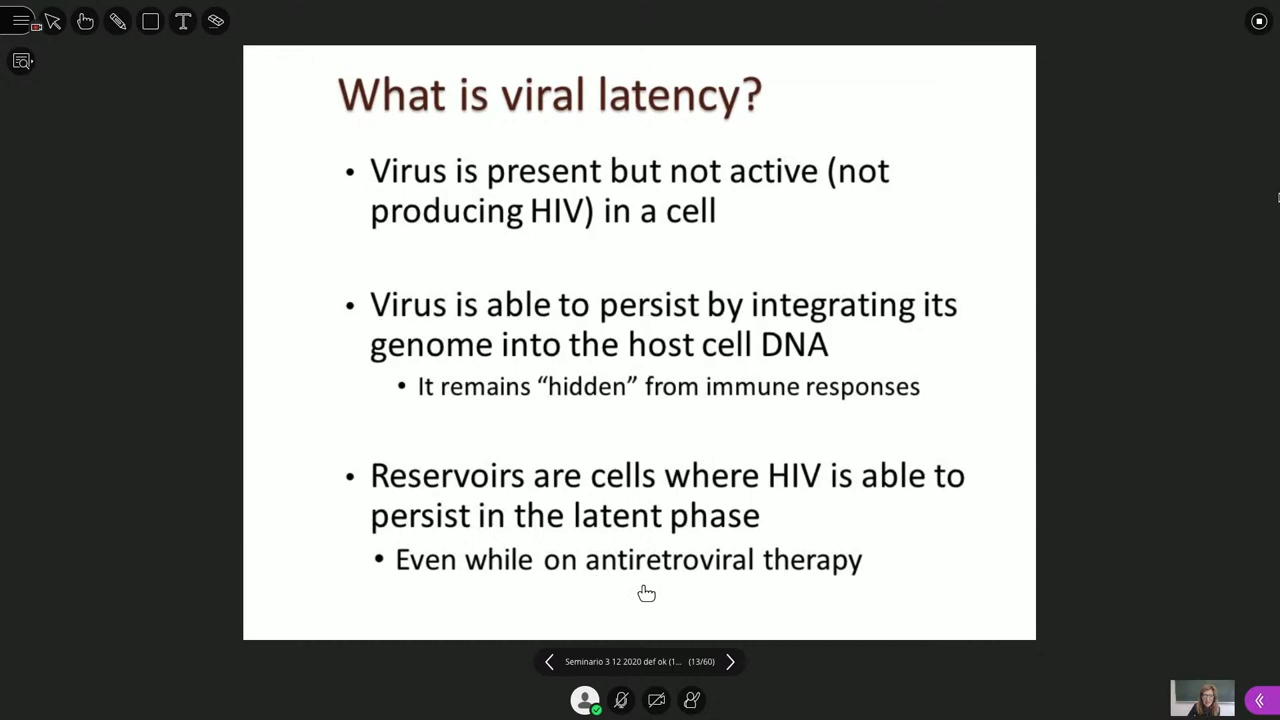 What is viral latency?
• Virus is present but not active (not
producing HIV) in a cell
• Virus is able to persist by integrating its
genome into the host cell DNA
• It remains “hidden” from immune responses
• Reservoirs are cells where HIV is able to
persist in the latent phase
• Even while on antiretroviral therapy
Seminario 3 12 2020 def ok (1... (13/60)